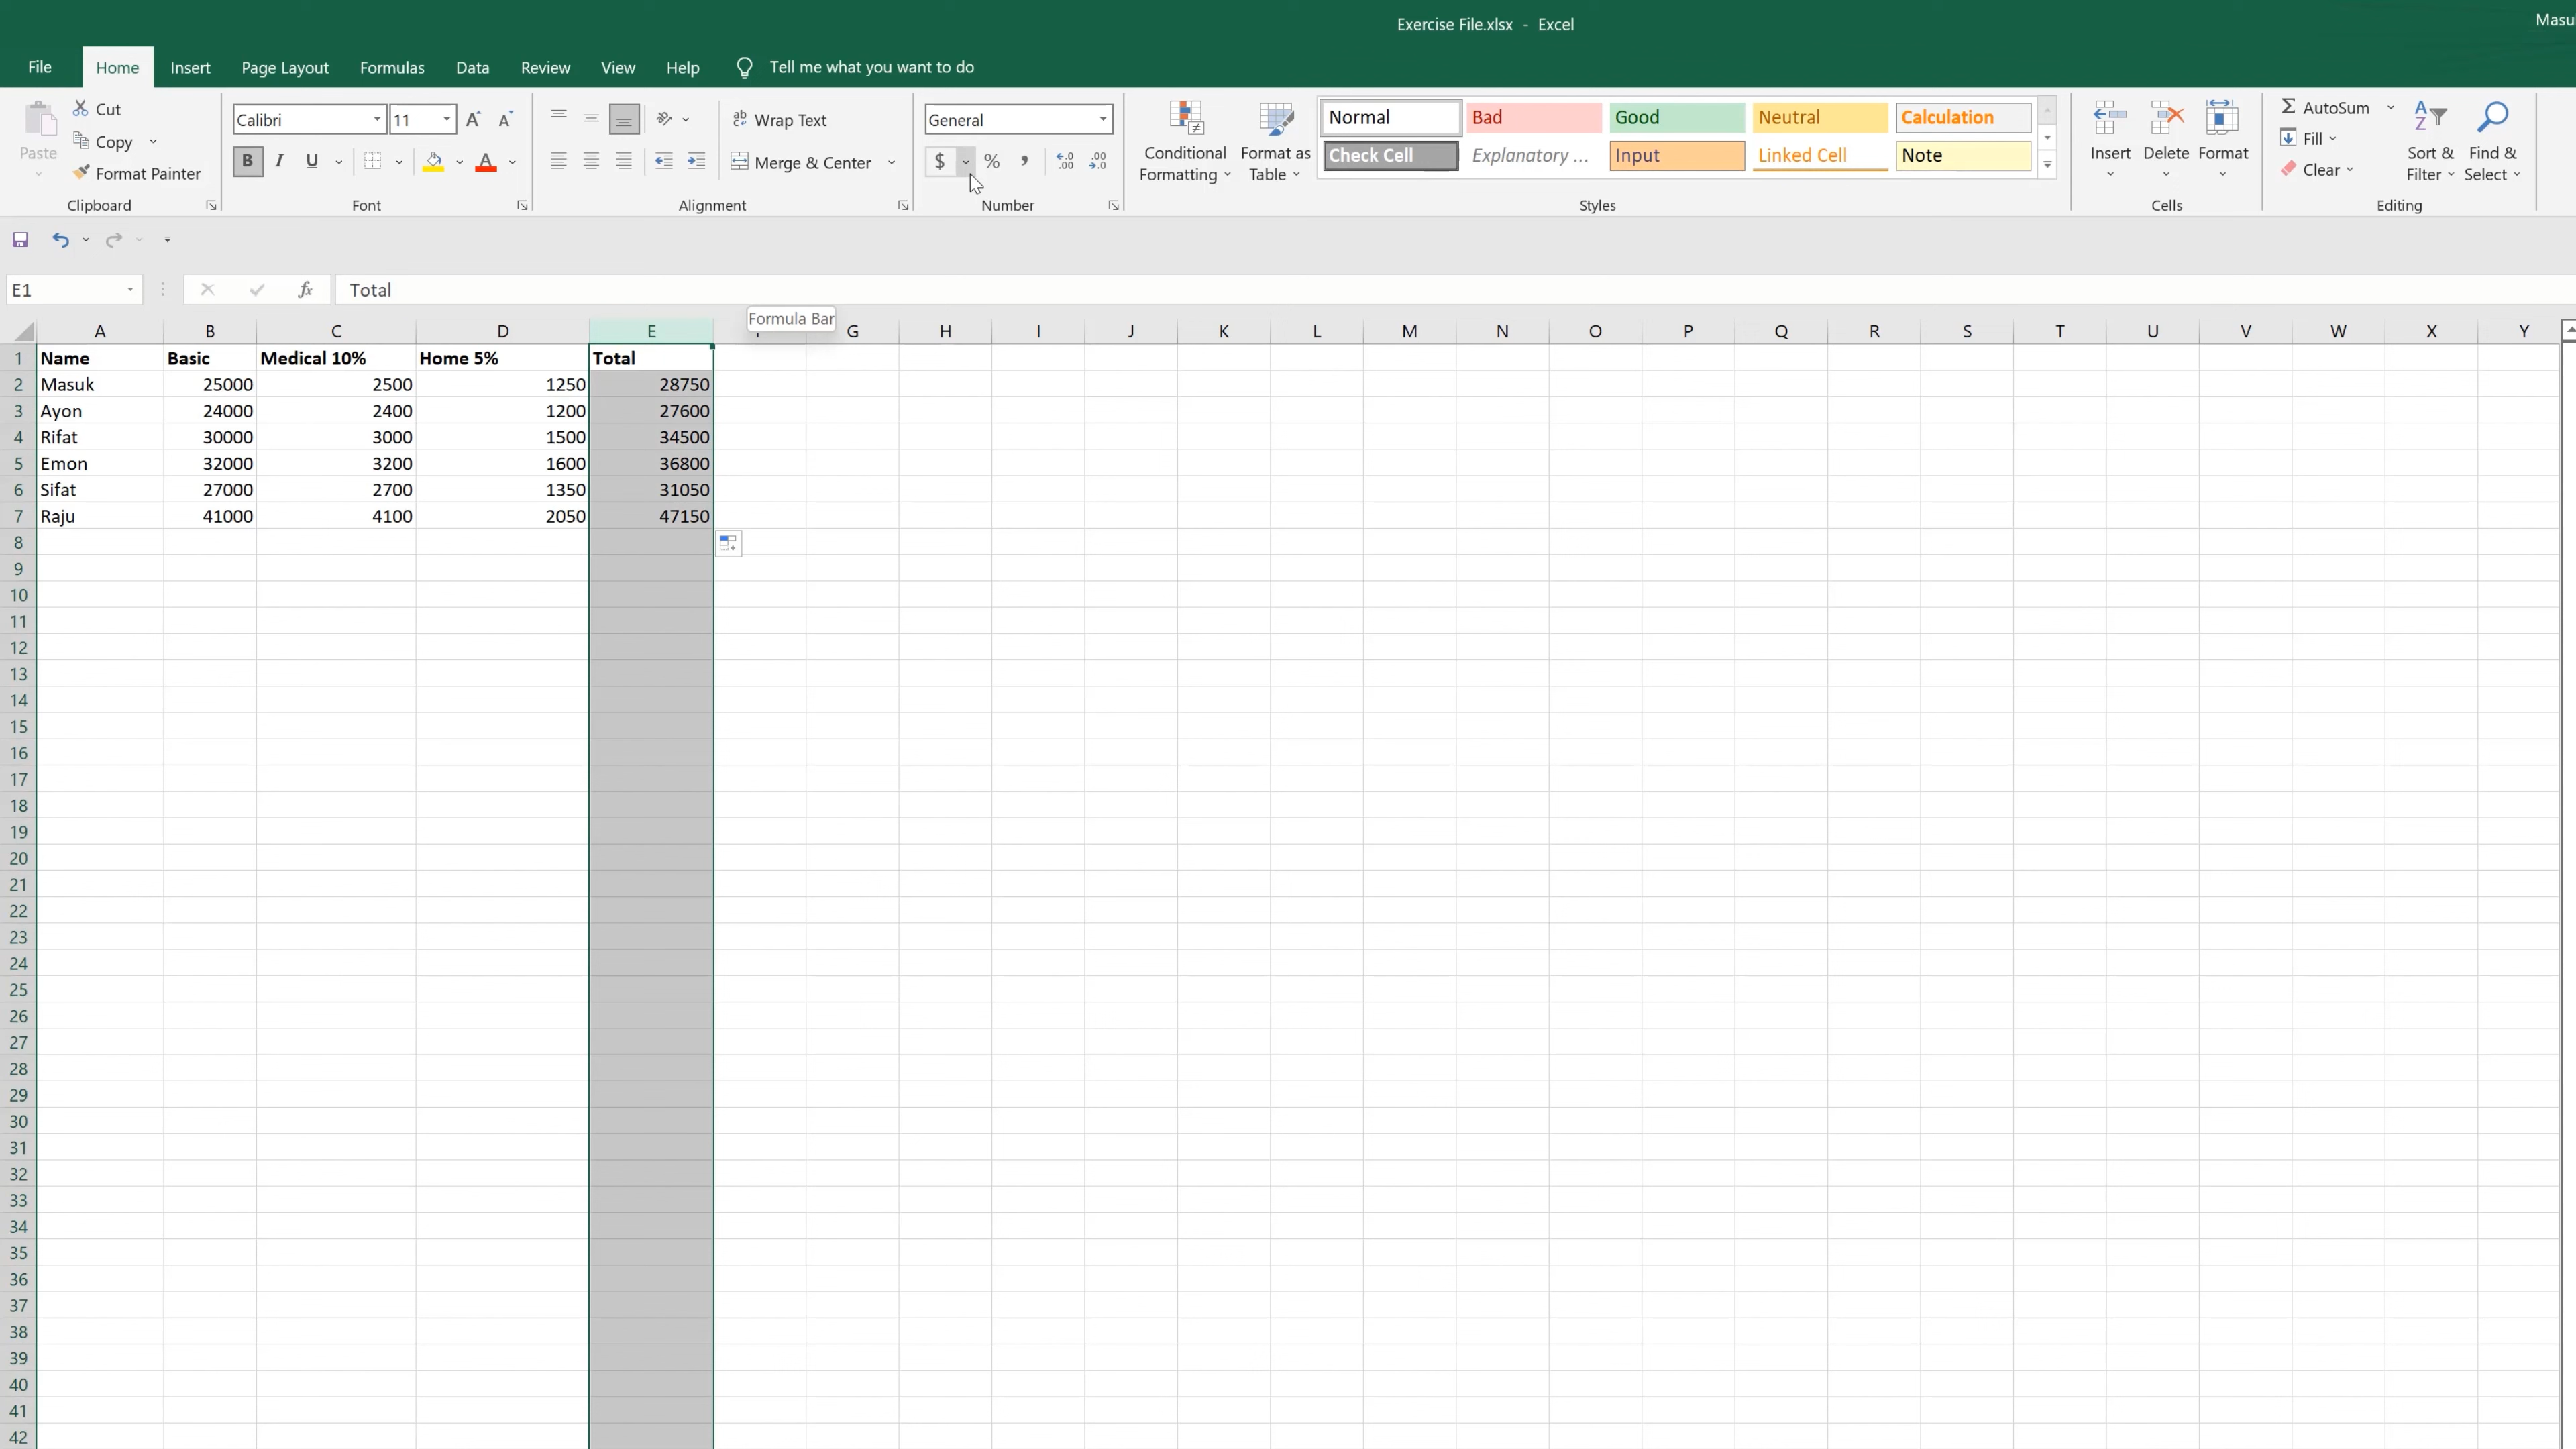 Exercise File.xlsx - Excel
Masu
File Home Insert Page Layout Formulas Data Review View Help Tell me what you want to do
Paste
Cut
Copy
Format Painter
Clipboard
Calibri 11 A A
B I U A
Font
ab Wrap Text
Merge & Center
Alignment
General
$ % , .0 .00 .00 .0
Number
Conditional Formatting
Format as Table
Normal Bad Good Neutral Calculation
Check Cell Explanatory ... Input Linked Cell Note
Styles
Insert Delete Format
Cells
Σ AutoSum
Fill
Clear
Sort & Filter
Find & Select
Editing
E1 fx Total
Formula Bar
A B C D E G H I J K L M N O P Q R S T U V W X Y
1 Name Basic Medical 10% Home 5% Total
2 Masuk 25000 2500 1250 28750
3 Ayon 24000 2400 1200 27600
4 Rifat 30000 3000 1500 34500
5 Emon 32000 3200 1600 36800
6 Sifat 27000 2700 1350 31050
7 Raju 41000 4100 2050 47150
8
9
10
11
12
13
14
15
16
17
18
19
20
21
22
23
24
25
26
27
28
29
30
31
32
33
34
35
36
37
38
39
40
41
42